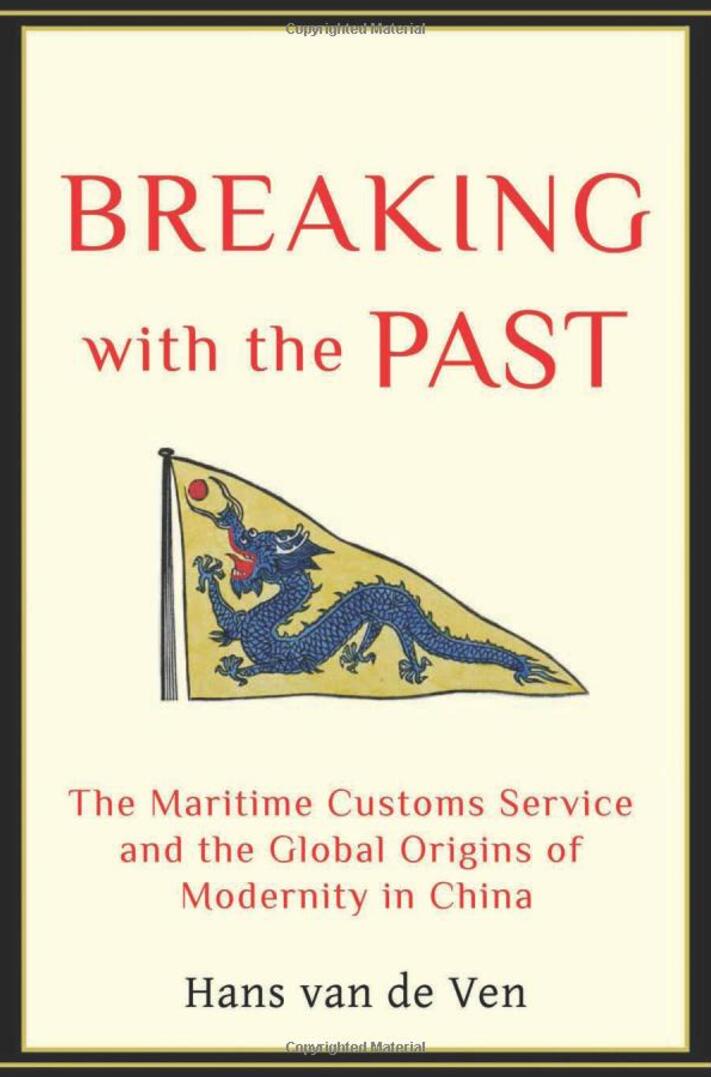 Copyrighted Material
BREAKING
with the PAST
The Maritime Customs Service
and the Global Origins of
Modernity in China
Hans van de Ven
Copyrighted Material